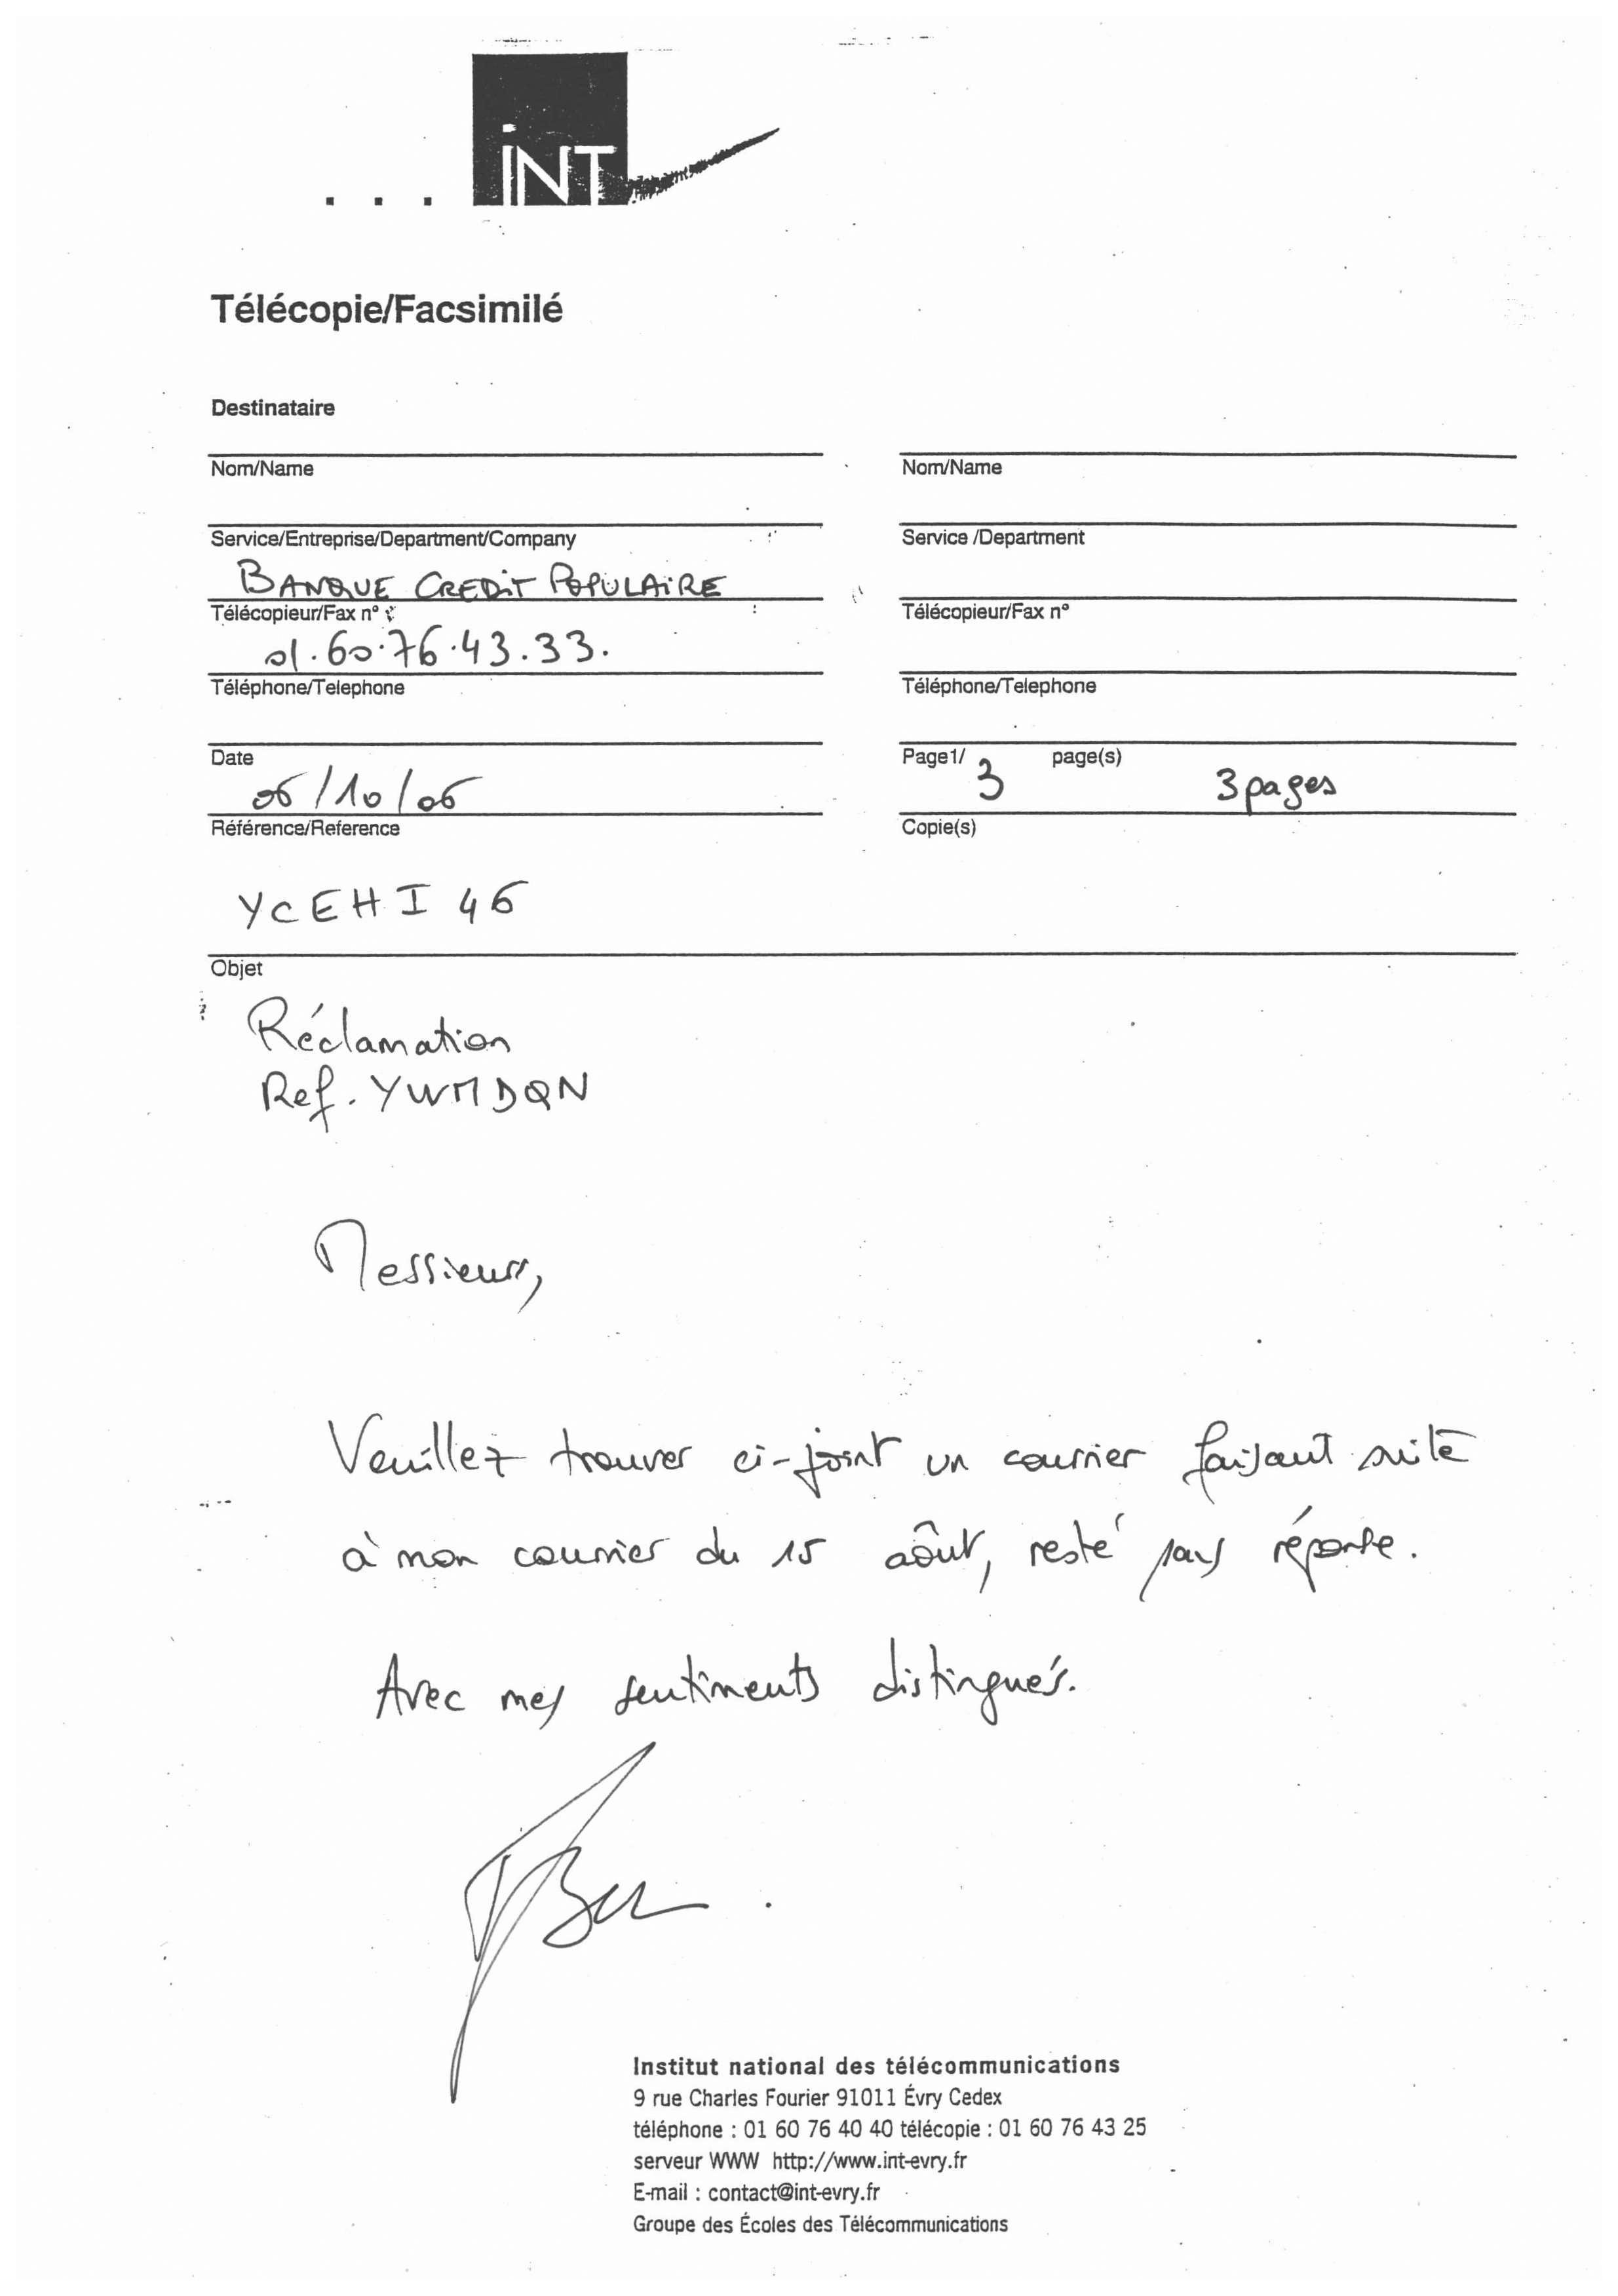 ... iNT
Télécopie/Facsimilé
Destinataire
Nom/Name
Nom/Name
Service/Entreprise/Department/Company
Service /Department
BANQUE CREDIT POPULAIRE
Télécopieur/Fax n°
Télécopieur/Fax n°
01.60.76.43.33.
Téléphone/Telephone
Téléphone/Telephone
Date
Page1/ 3 page(s)
06/10/06
3 pages
Référence/Reference
Copie(s)
YCEHI 46
Objet
Réclamation
Ref. YWMDQN
Messieurs,
Veuillez trouver ci-joint un courrier faisant suite
à mon courrier du 15 août, resté sans réponse.
Avec mes sentiments distingués.
Institut national des télécommunications
9 rue Charles Fourier 91011 Évry Cedex
téléphone : 01 60 76 40 40 télécopie : 01 60 76 43 25
serveur WWW http://www.int-evry.fr
E-mail : contact@int-evry.fr
Groupe des Écoles des Télécommunications